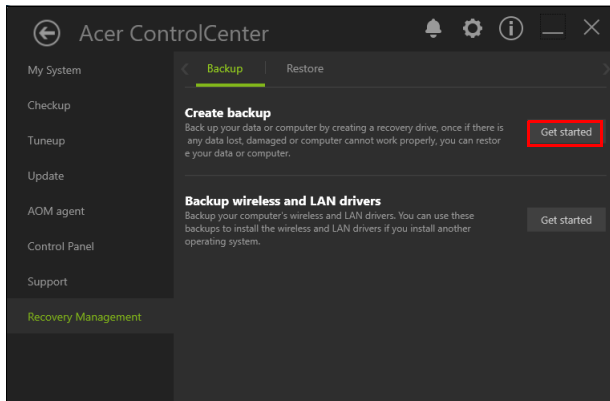 Acer ControlCenter
My System
Checkup
Tuneup
Update
AOM agent
Control Panel
Support
Recovery Management
Backup
Restore
Create backup
Back up your data or computer by creating a recovery drive, once if there is
any data lost, damaged or computer cannot work properly, you can restor
e your data or computer.
Get started
Backup wireless and LAN drivers
Backup your computer's wireless and LAN drivers. You can use these
backups to install the wireless and LAN drivers if you install another
operating system.
Get started